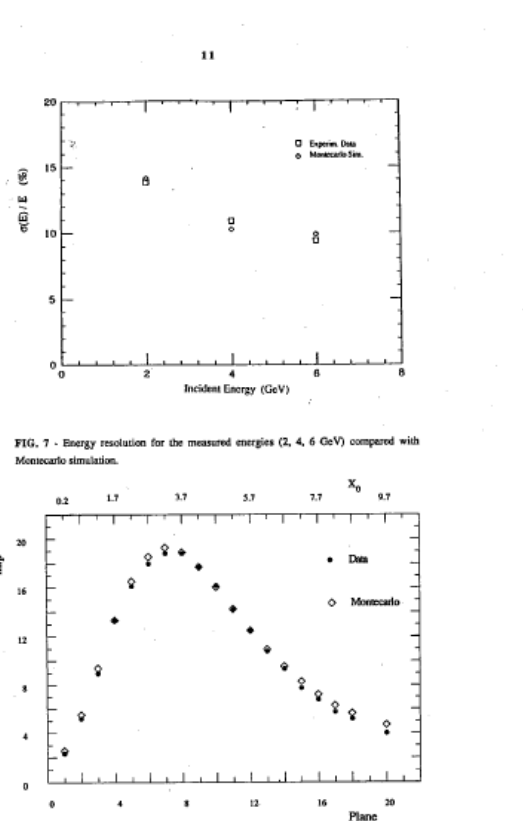 11
20
15
10
5
0
σ(E) / E (%)
Experim. Data
Montecarlo Sim.
0 2 4 6 8
Incident Energy (GeV)
FIG. 7 - Energy resolution for the measured energies (2, 4, 6 GeV) compared with
Montecarlo simulation.
X0
0.2 1.7 3.7 5.7 7.7 9.7
20
16
12
8
4
0
Data
Montecarlo
0 4 8 12 16 20
Plane